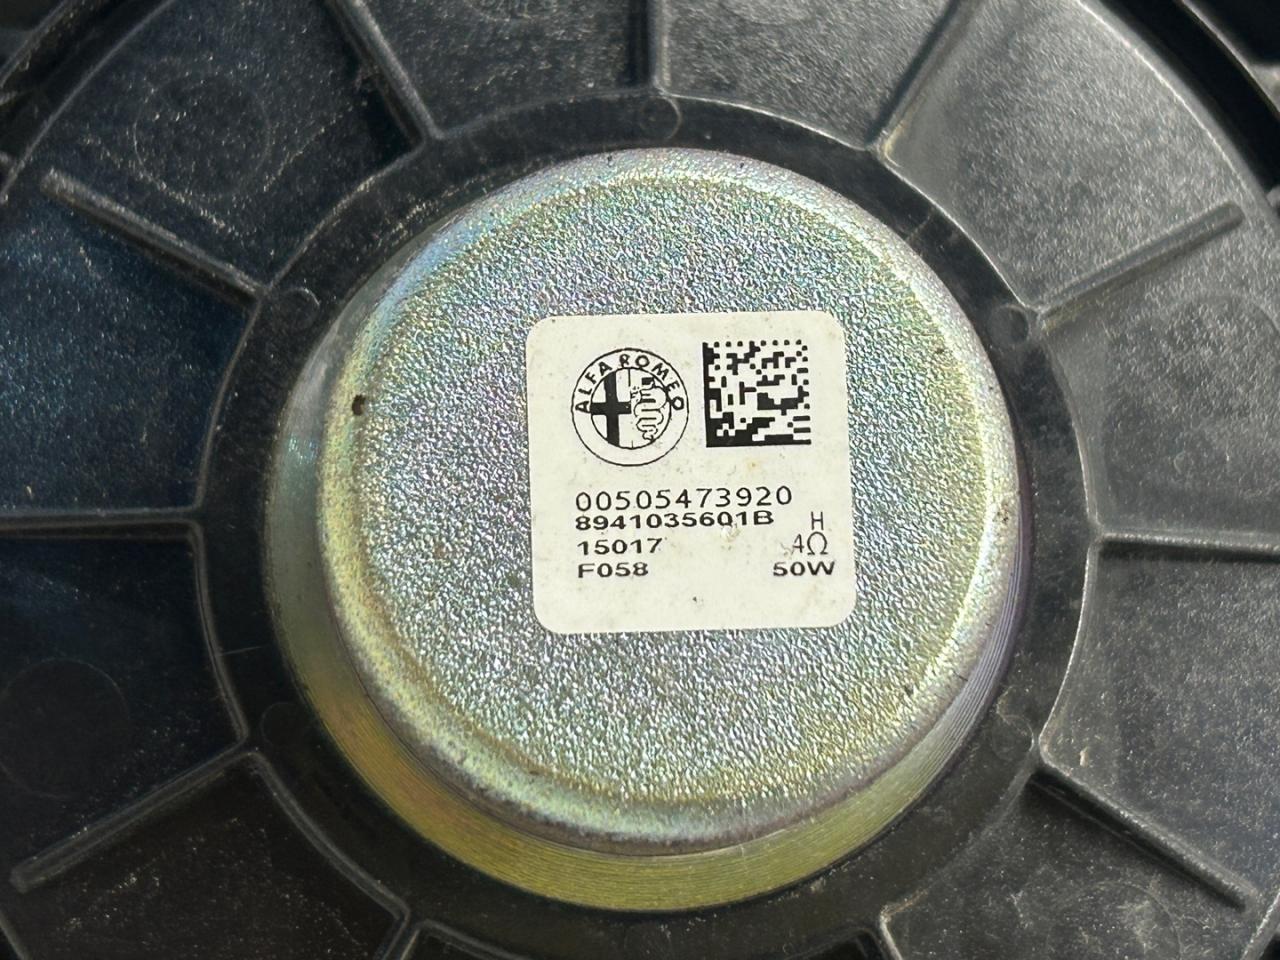 ALFA ROMEO
00505473920
8941035601B H
15017 4Ω
F058 50W